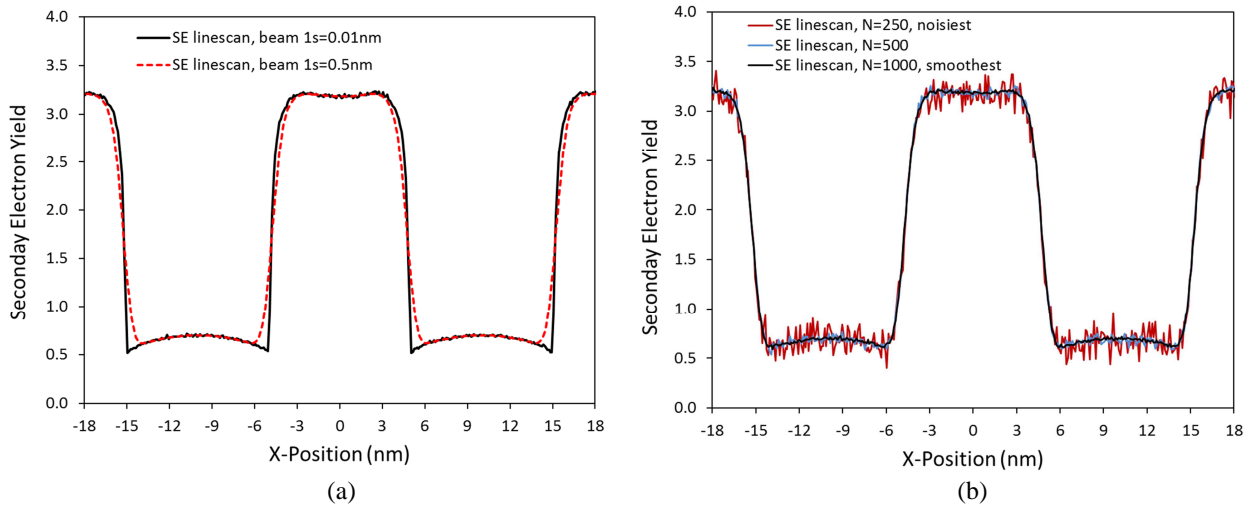 4.0
3.5
3.0
2.5
2.0
1.5
1.0
0.5
0.0
Seconday Electron Yield
SE linescan, beam 1s=0.01nm
SE linescan, beam 1s=0.5nm
-18 -15 -12 -9 -6 -3 0 3 6 9 12 15 18
X-Position (nm)
(a)
4.0
3.5
3.0
2.5
2.0
1.5
1.0
0.5
0.0
Seconday Electron Yield
SE linescan, N=250, noisiest
SE linescan, N=500
SE linescan, N=1000, smoothest
-18 -15 -12 -9 -6 -3 0 3 6 9 12 15 18
X-Position (nm)
(b)